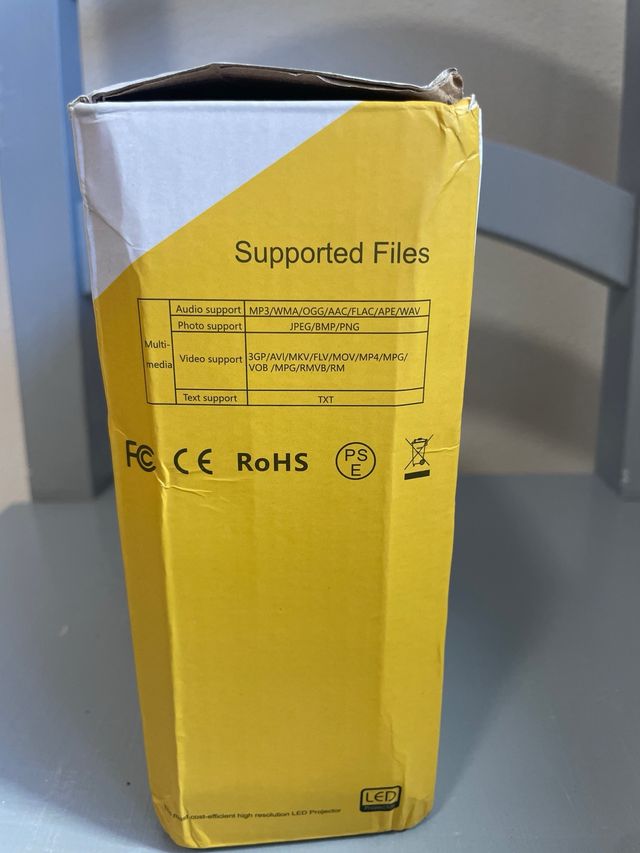 Supported Files
Multi-
media
Audio support MP3/WMA/OGG/AAC/FLAC/APE/WAV
Photo support JPEG/BMP/PNG
Video support 3GP/AVI/MKV/FLV/MOV/MP4/MPG/
VOB /MPG/RMVB/RM
Text support TXT
FC CE RoHS PS
E
LED
cost-efficient high resolution LED Projector